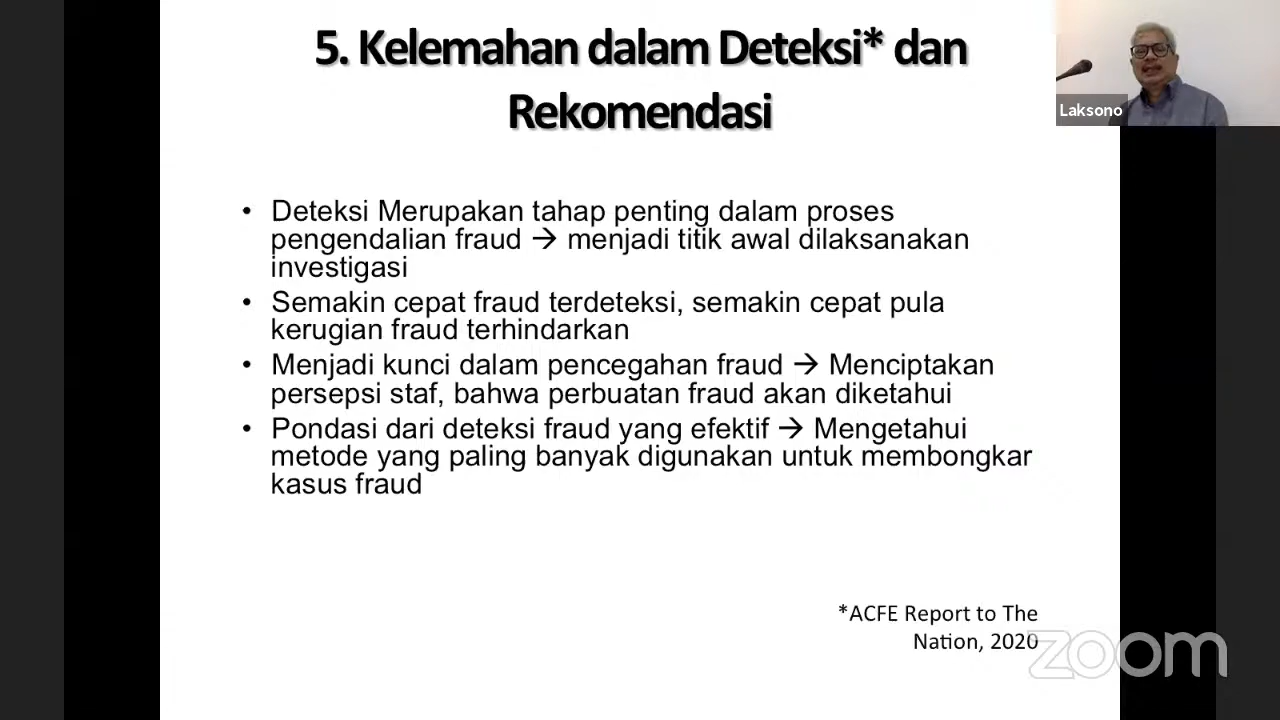 5. Kelemahan dalam Deteksi* dan
Rekomendasi
Laksono
• Deteksi Merupakan tahap penting dalam proses
pengendalian fraud → menjadi titik awal dilaksanakan
investigasi
• Semakin cepat fraud terdeteksi, semakin cepat pula
kerugian fraud terhindarkan
• Menjadi kunci dalam pencegahan fraud → Menciptakan
persepsi staf, bahwa perbuatan fraud akan diketahui
• Pondasi dari deteksi fraud yang efektif → Mengetahui
metode yang paling banyak digunakan untuk membongkar
kasus fraud
*ACFE Report to The
Nation, 2020
zoom